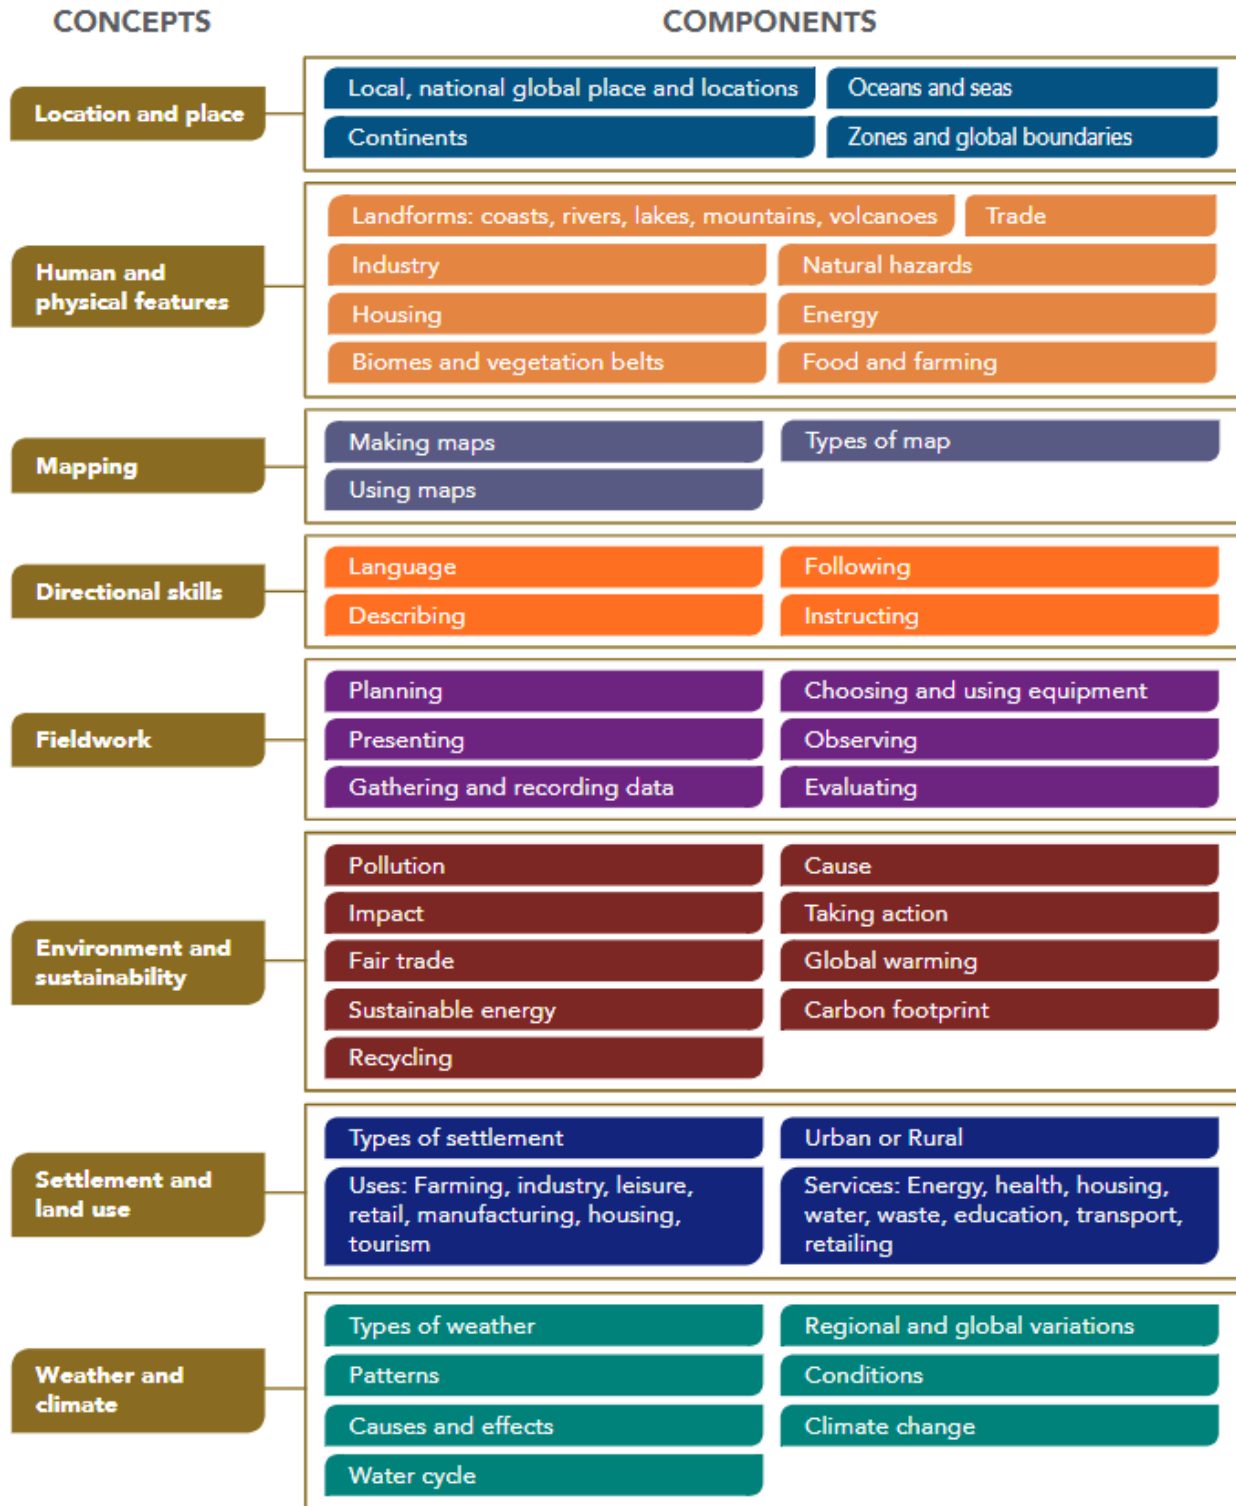 CONCEPTS
COMPONENTS
Location and place
Local, national global place and locations
Oceans and seas
Continents
Zones and global boundaries
Human and
physical features
Landforms: coasts, rivers, lakes, mountains, volcanoes
Trade
Industry
Natural hazards
Housing
Energy
Biomes and vegetation belts
Food and farming
Mapping
Making maps
Types of map
Using maps
Directional skills
Language
Following
Describing
Instructing
Fieldwork
Planning
Choosing and using equipment
Presenting
Observing
Gathering and recording data
Evaluating
Environment and
sustainability
Pollution
Cause
Impact
Taking action
Fair trade
Global warming
Sustainable energy
Carbon footprint
Recycling
Settlement and
land use
Types of settlement
Urban or Rural
Uses: Farming, industry, leisure,
retail, manufacturing, housing,
tourism
Services: Energy, health, housing,
water, waste, education, transport,
retailing
Weather and
climate
Types of weather
Regional and global variations
Patterns
Conditions
Causes and effects
Climate change
Water cycle